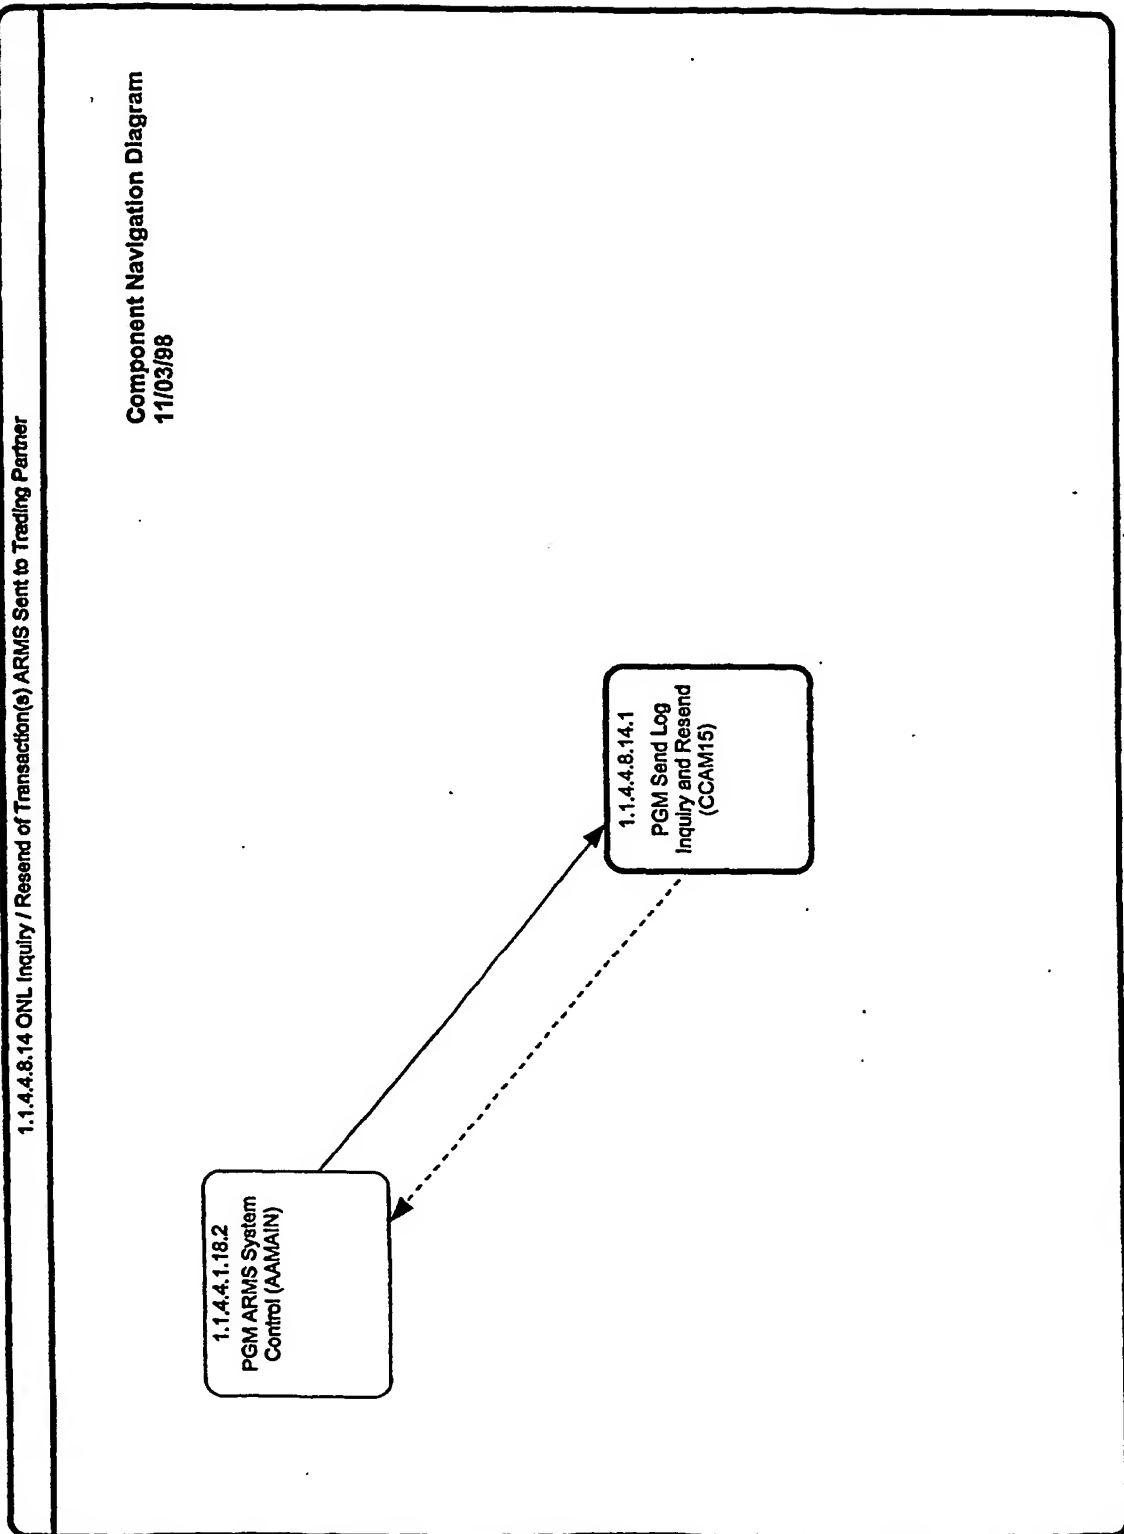 1.1.4.4.8.14 ONL Inquiry / Resend of Transaction(s) ARMS Sent to Trading Partner
Component Navigation Diagram
11/03/98
1.1.4.4.1.18.2
PGM ARMS System
Control (AAMAIN)
1.1.4.4.8.14.1
PGM Send Log
Inquiry and Resend
(CCAM15)